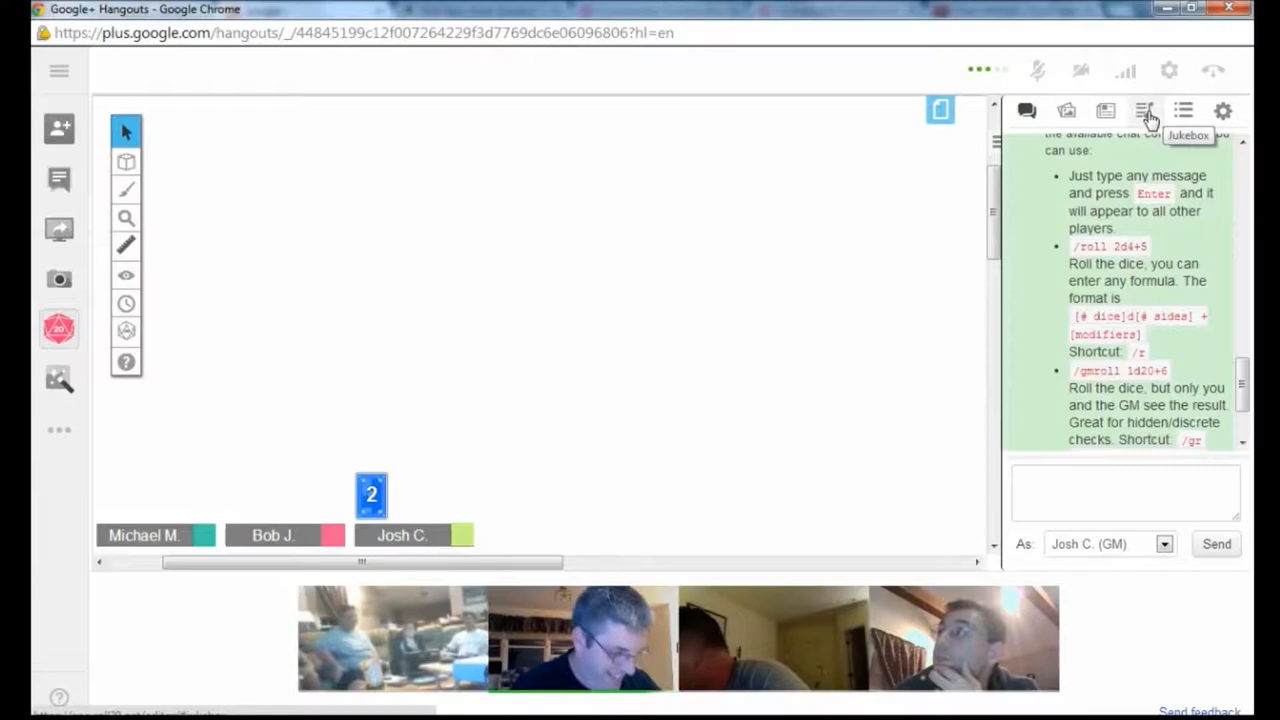 Google+ Hangouts - Google Chrome
https://plus.google.com/hangouts/_/44845199c12f007264229f3d7769dc6e06096806?hl=en
Jukebox
can use:
Just type any message
and press Enter and it
will appear to all other
players.
/roll 2d4+5
Roll the dice, you can
enter any formula. The
format is
[# dice]d[# sides] +
[modifiers]
Shortcut: /r
/gmroll 1d20+6
Roll the dice, but only you
and the GM see the result.
Great for hidden/discrete
checks. Shortcut: /gr
20
2
Michael M.
Bob J.
Josh C.
As: Josh C. (GM)
Send
Send feedback